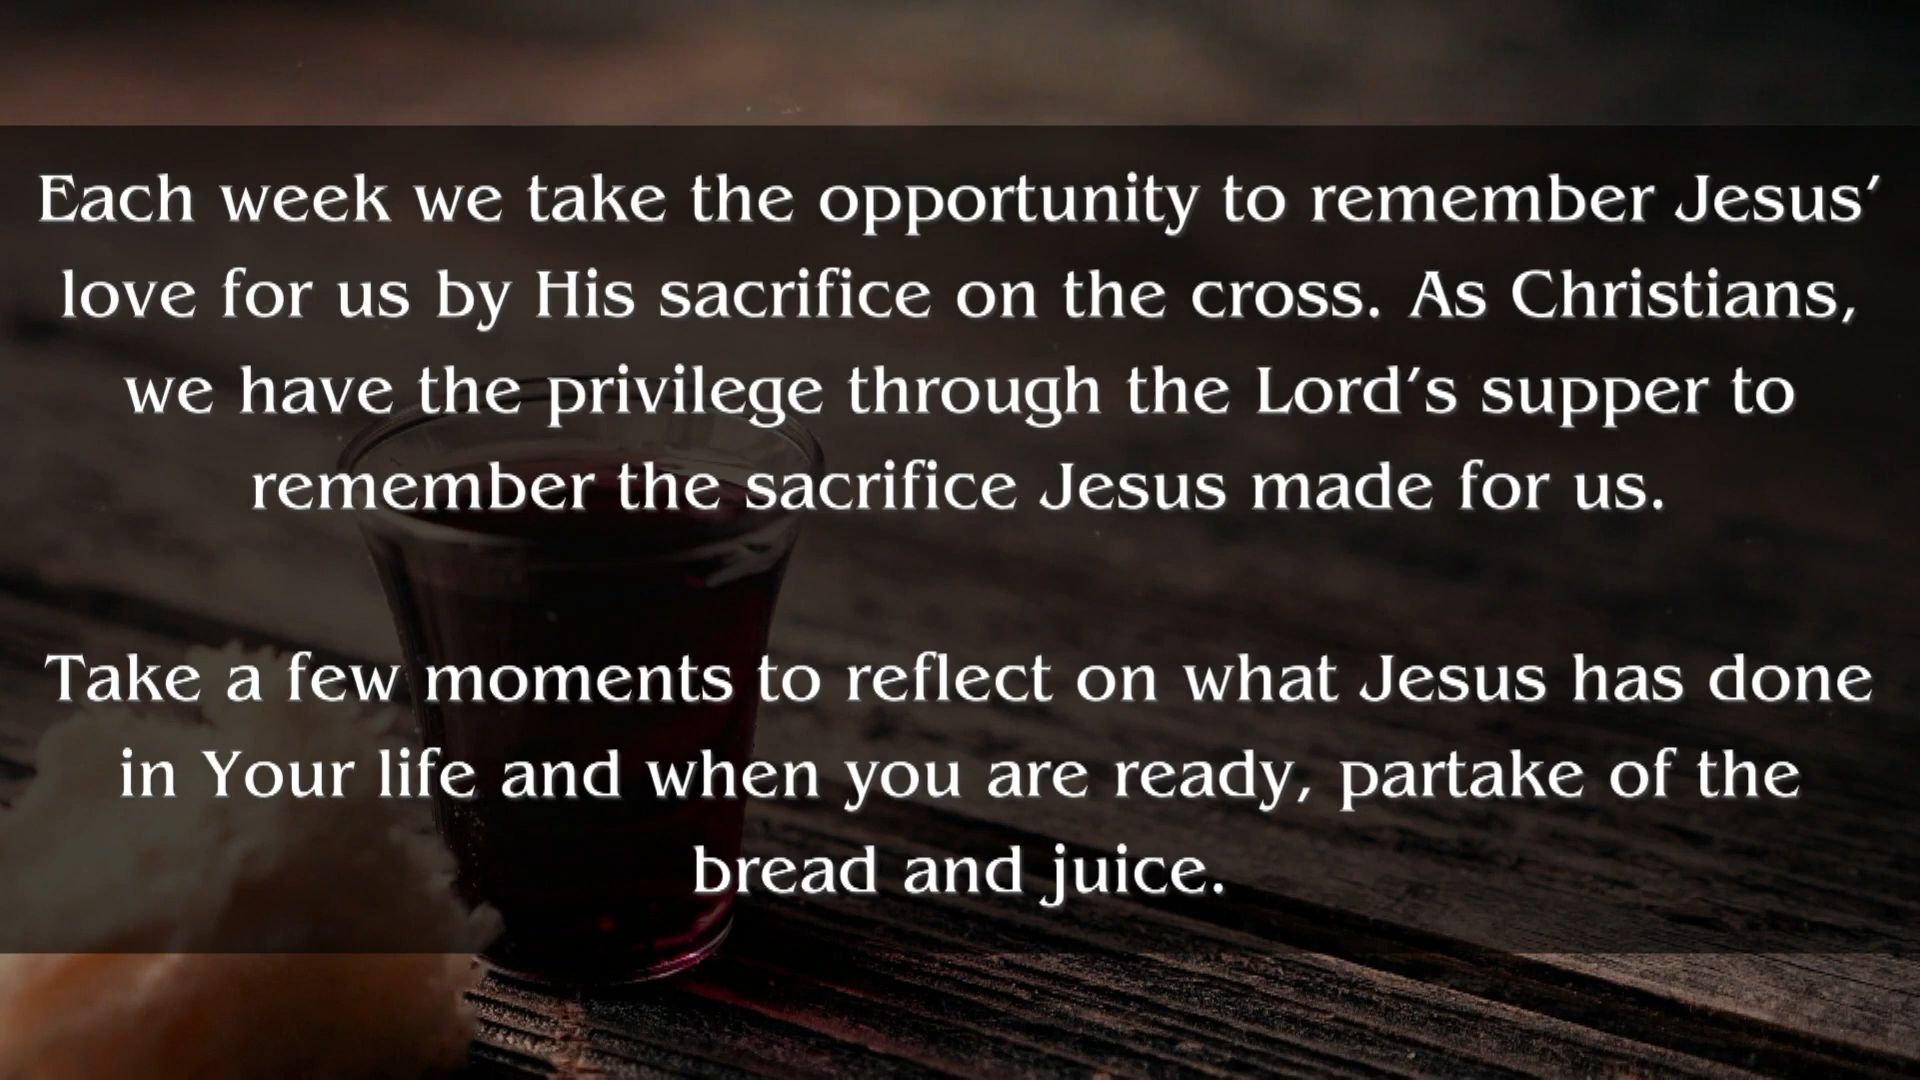 Each week we take the opportunity to remember Jesus’
love for us by His sacrifice on the cross. As Christians,
we have the privilege through the Lord’s supper to
remember the sacrifice Jesus made for us.
Take a few moments to reflect on what Jesus has done
in Your life and when you are ready, partake of the
bread and juice.